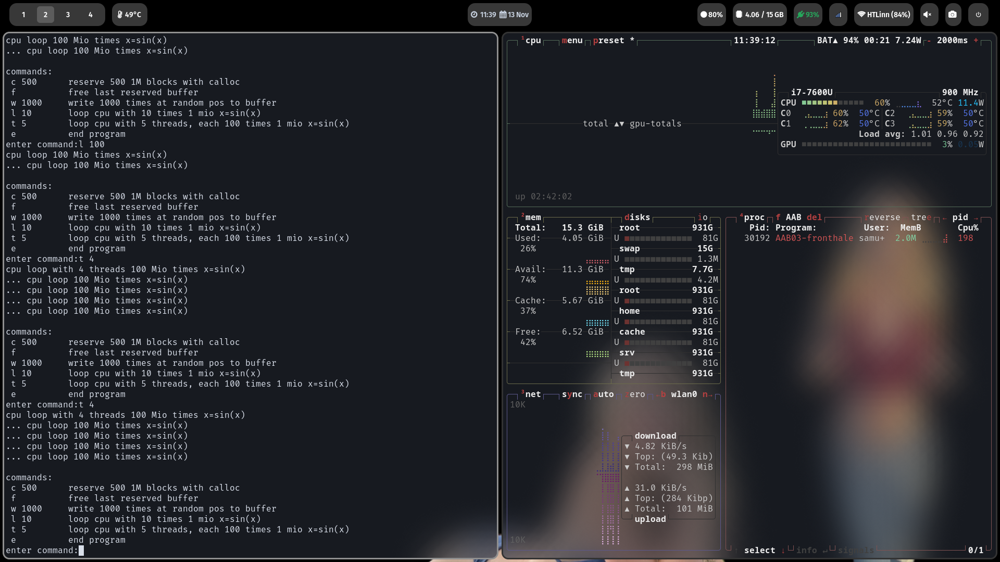 1 2 3 4 49°C 11:39 13 Nov 80% 4.06 / 15 GB 93% HTLinn (84%)
cpu loop 100 Mio times x=sin(x)
... cpu loop 100 Mio times x=sin(x)
commands:
c 500 reserve 500 1M blocks with calloc
f free last reserved buffer
w 1000 write 1000 times at random pos to buffer
l 10 loop cpu with 10 times 1 mio x=sin(x)
t 5 loop cpu with 5 threads, each 100 times 1 mio x=sin(x)
e end program
enter command:l 100
cpu loop 100 Mio times x=sin(x)
... cpu loop 100 Mio times x=sin(x)
commands:
c 500 reserve 500 1M blocks with calloc
f free last reserved buffer
w 1000 write 1000 times at random pos to buffer
l 10 loop cpu with 10 times 1 mio x=sin(x)
t 5 loop cpu with 5 threads, each 100 times 1 mio x=sin(x)
e end program
enter command:t 4
cpu loop with 4 threads 100 Mio times x=sin(x)
... cpu loop 100 Mio times x=sin(x)
... cpu loop 100 Mio times x=sin(x)
... cpu loop 100 Mio times x=sin(x)
... cpu loop 100 Mio times x=sin(x)
commands:
c 500 reserve 500 1M blocks with calloc
f free last reserved buffer
w 1000 write 1000 times at random pos to buffer
l 10 loop cpu with 10 times 1 mio x=sin(x)
t 5 loop cpu with 5 threads, each 100 times 1 mio x=sin(x)
e end program
enter command:t 4
cpu loop with 4 threads 100 Mio times x=sin(x)
... cpu loop 100 Mio times x=sin(x)
... cpu loop 100 Mio times x=sin(x)
... cpu loop 100 Mio times x=sin(x)
... cpu loop 100 Mio times x=sin(x)
commands:
c 500 reserve 500 1M blocks with calloc
f free last reserved buffer
w 1000 write 1000 times at random pos to buffer
l 10 loop cpu with 10 times 1 mio x=sin(x)
t 5 loop cpu with 5 threads, each 100 times 1 mio x=sin(x)
e end program
enter command:
¹cpu menu preset * 11:39:12 BAT▲ 94% 00:21 7.24W - 2000ms +
i7-7600U 900 MHz
CPU 60% 52°C 11.4W
C0 60% 50°C C2 59% 50°C
total ▲▼ gpu-totals C1 62% 50°C C3 59% 50°C
Load avg: 1.01 0.96 0.92
GPU 3% 0.05W
up 02:42:02
²mem disks io
Total: 15.3 GiB root 931G
Used: 4.05 GiB U 81G
26% swap 15G
U 1.3M
Avail: 11.3 GiB tmp 7.7G
74% U 4.2M
root 931G
Cache: 5.67 GiB U 81G
37% home 931G
U 81G
Free: 6.52 GiB cache 931G
42% U 81G
srv 931G
U 81G
tmp 931G
⁴proc f AAB del reverse tree ← pid →
Pid: Program: User: MemB Cpu%
30192 AAB03-fronthale samu+ 2.0M 198
³net sync auto zero ←b wlan0 n→
10K
download
▼ 4.82 KiB/s
▼ Top: (49.3 Kib)
▼ Total: 298 MiB
▲ 31.0 KiB/s
▲ Top: (284 Kibp)
▲ Total: 101 MiB
upload
10K
↑ select ↓ info ↵ signals 0/1